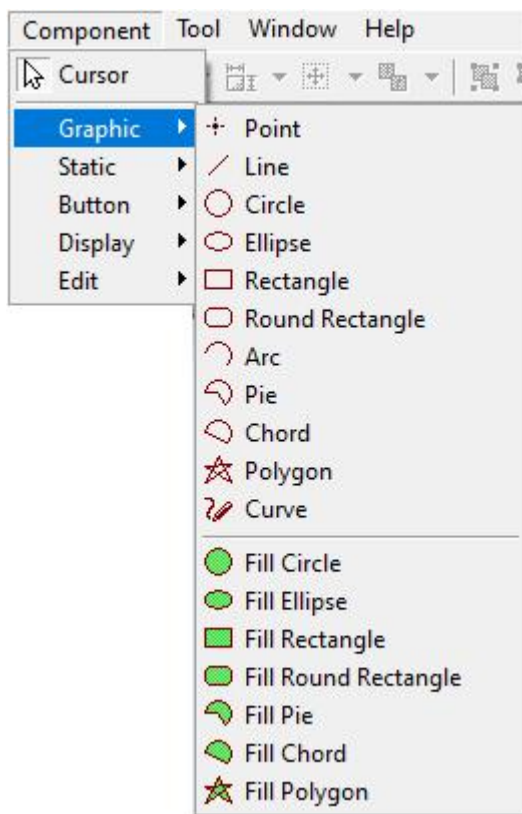 Component Tool Window Help
Cursor
Graphic
Static
Button
Display
Edit
Point
Line
Circle
Ellipse
Rectangle
Round Rectangle
Arc
Pie
Chord
Polygon
Curve
Fill Circle
Fill Ellipse
Fill Rectangle
Fill Round Rectangle
Fill Pie
Fill Chord
Fill Polygon